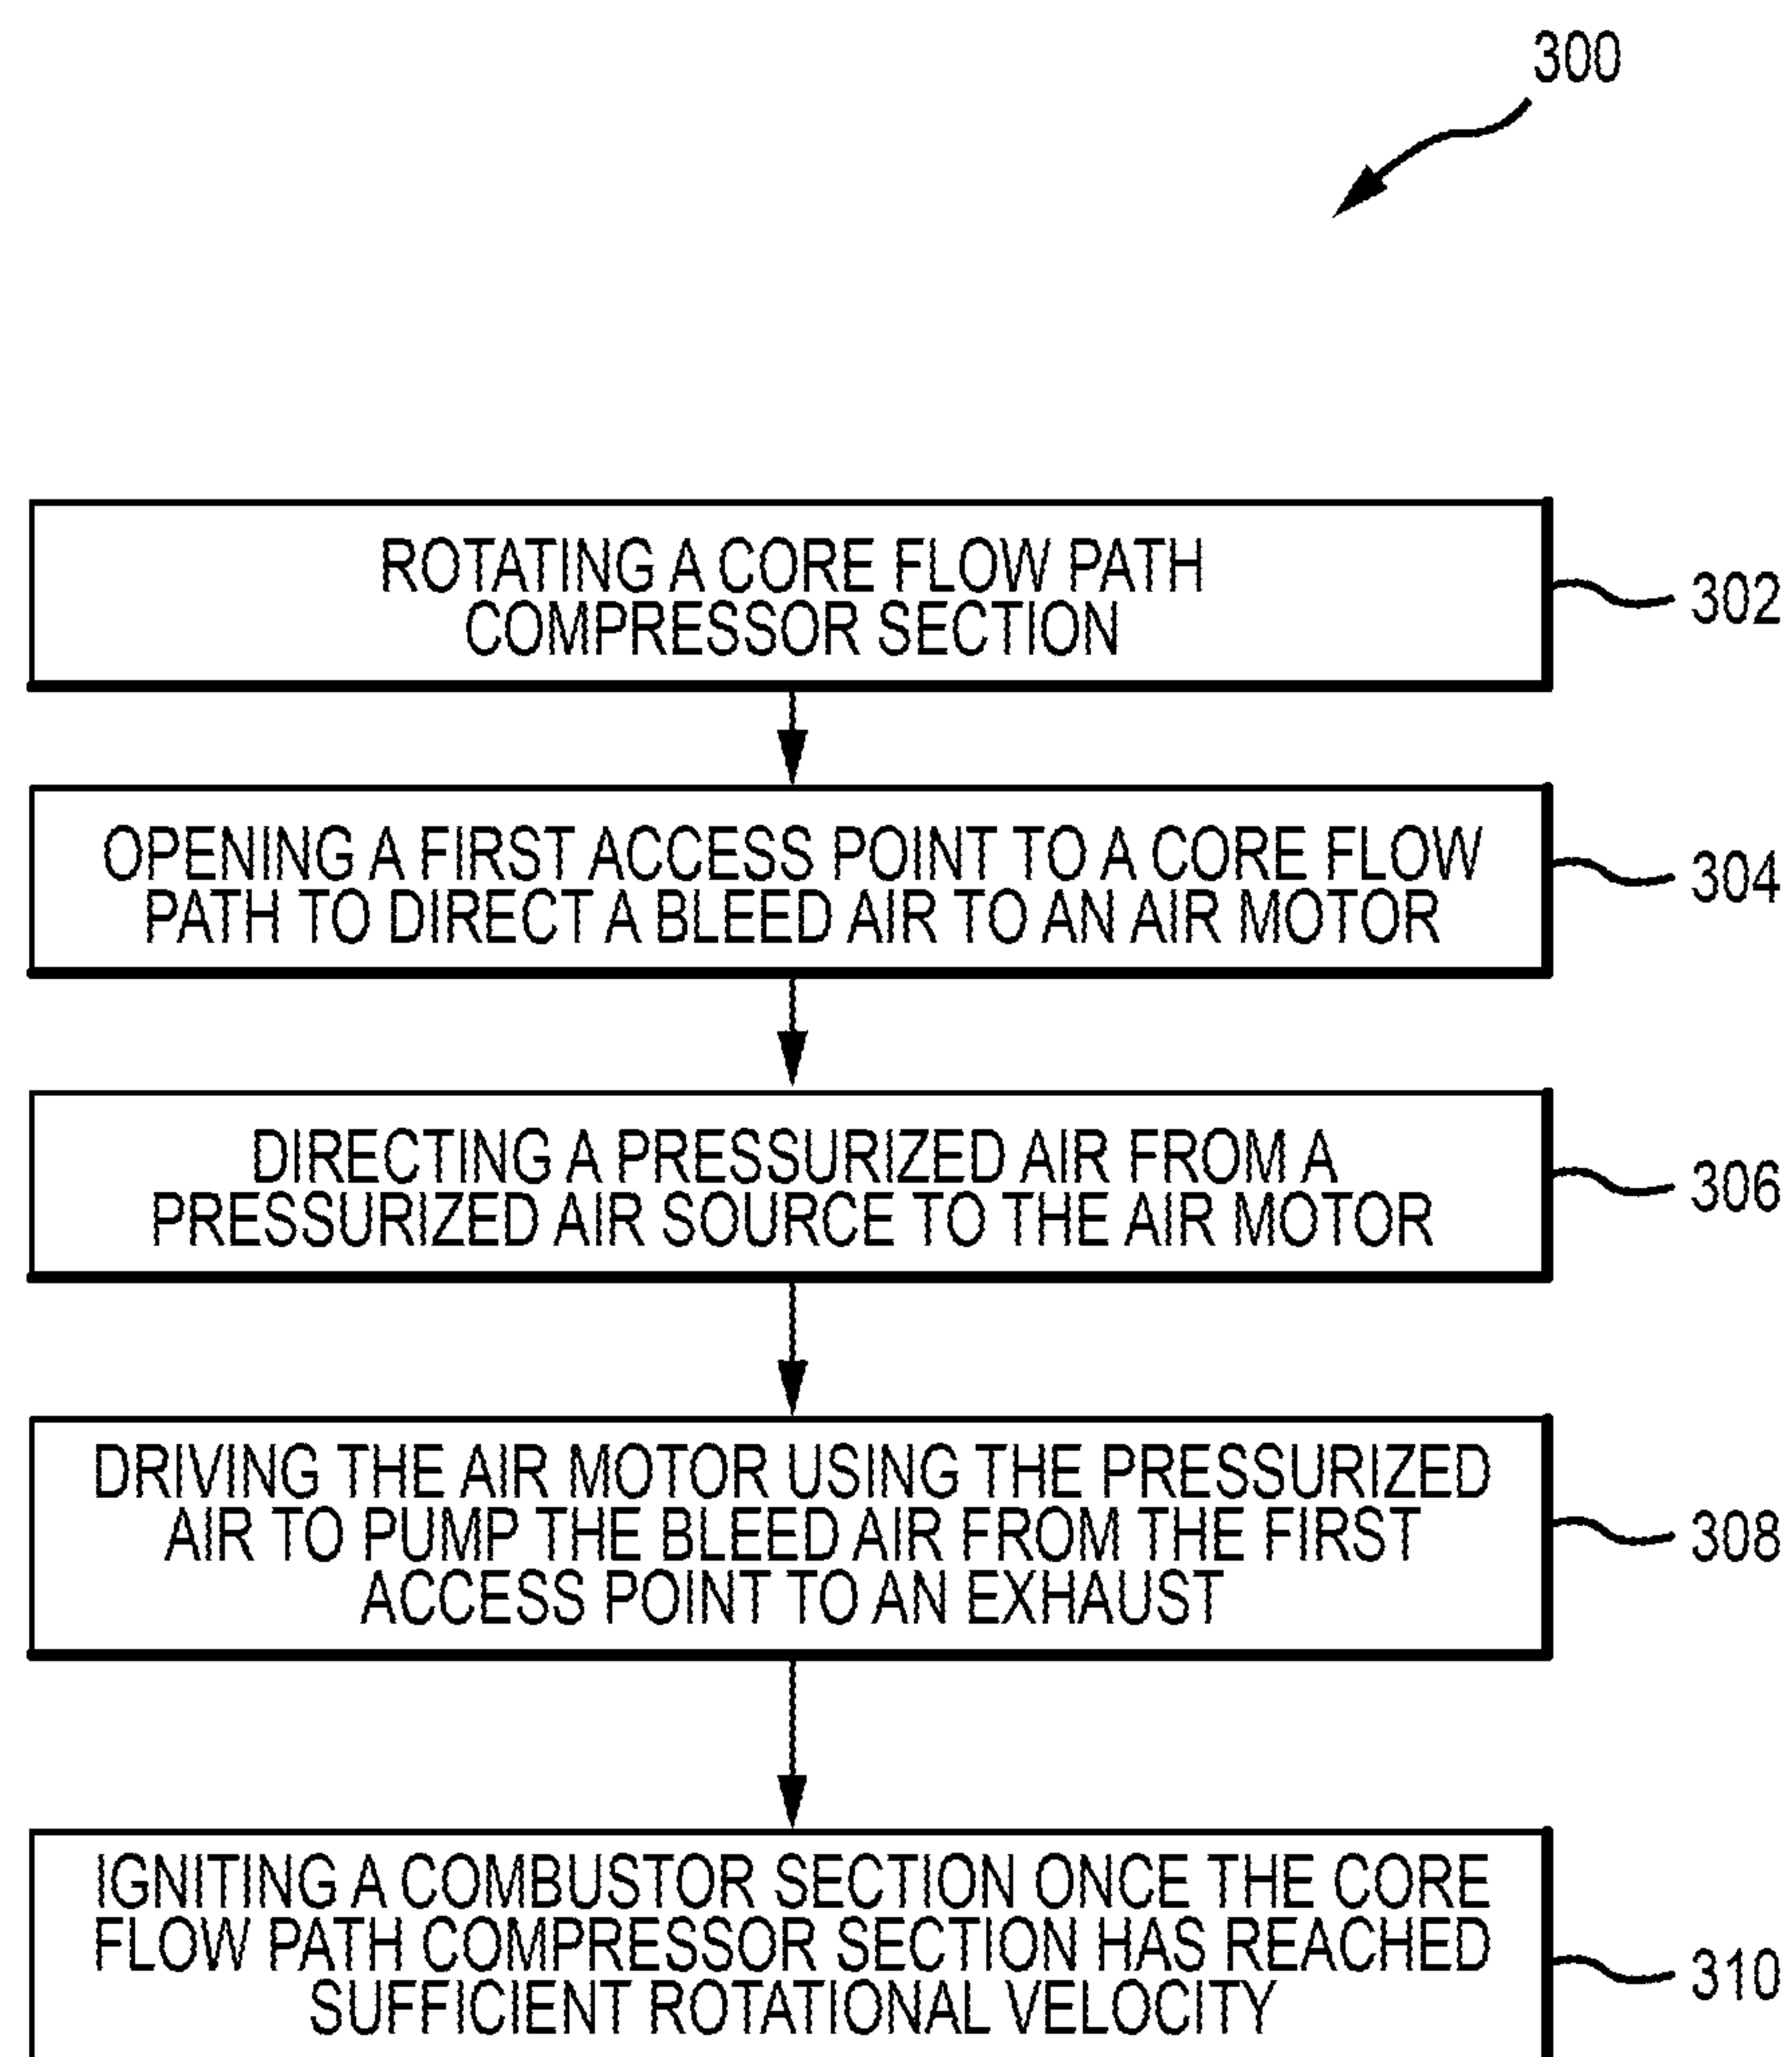 300
ROTATING A CORE FLOW PATH
COMPRESSOR SECTION
302
OPENING A FIRST ACCESS POINT TO A CORE FLOW
PATH TO DIRECT A BLEED AIR TO AN AIR MOTOR
304
DIRECTING A PRESSURIZED AIR FROM A
PRESSURIZED AIR SOURCE TO THE AIR MOTOR
306
DRIVING THE AIR MOTOR USING THE PRESSURIZED
AIR TO PUMP THE BLEED AIR FROM THE FIRST
ACCESS POINT TO AN EXHAUST
308
IGNITING A COMBUSTOR SECTION ONCE THE CORE
FLOW PATH COMPRESSOR SECTION HAS REACHED
SUFFICIENT ROTATIONAL VELOCITY
310